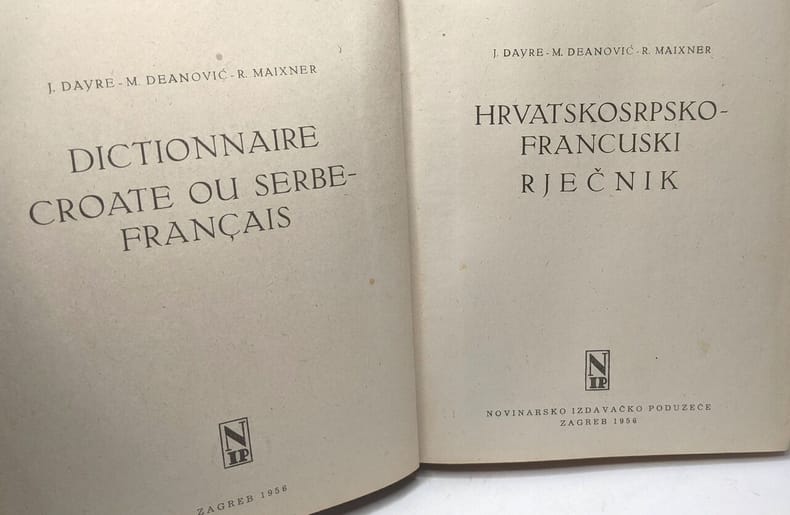 J. DAYRE - M. DEANOVIĆ - R. MAIXNER
DICTIONNAIRE
CROATE OU SERBE-
FRANÇAIS
N
IP
ZAGREB 1956
J. DAYRE - M. DEANOVIĆ - R. MAIXNER
HRVATSKOSRPSKO-
FRANCUSKI
RJEČNIK
N
IP
NOVINARSKO IZDAVAČKO PODUZEĆE
ZAGREB 1956